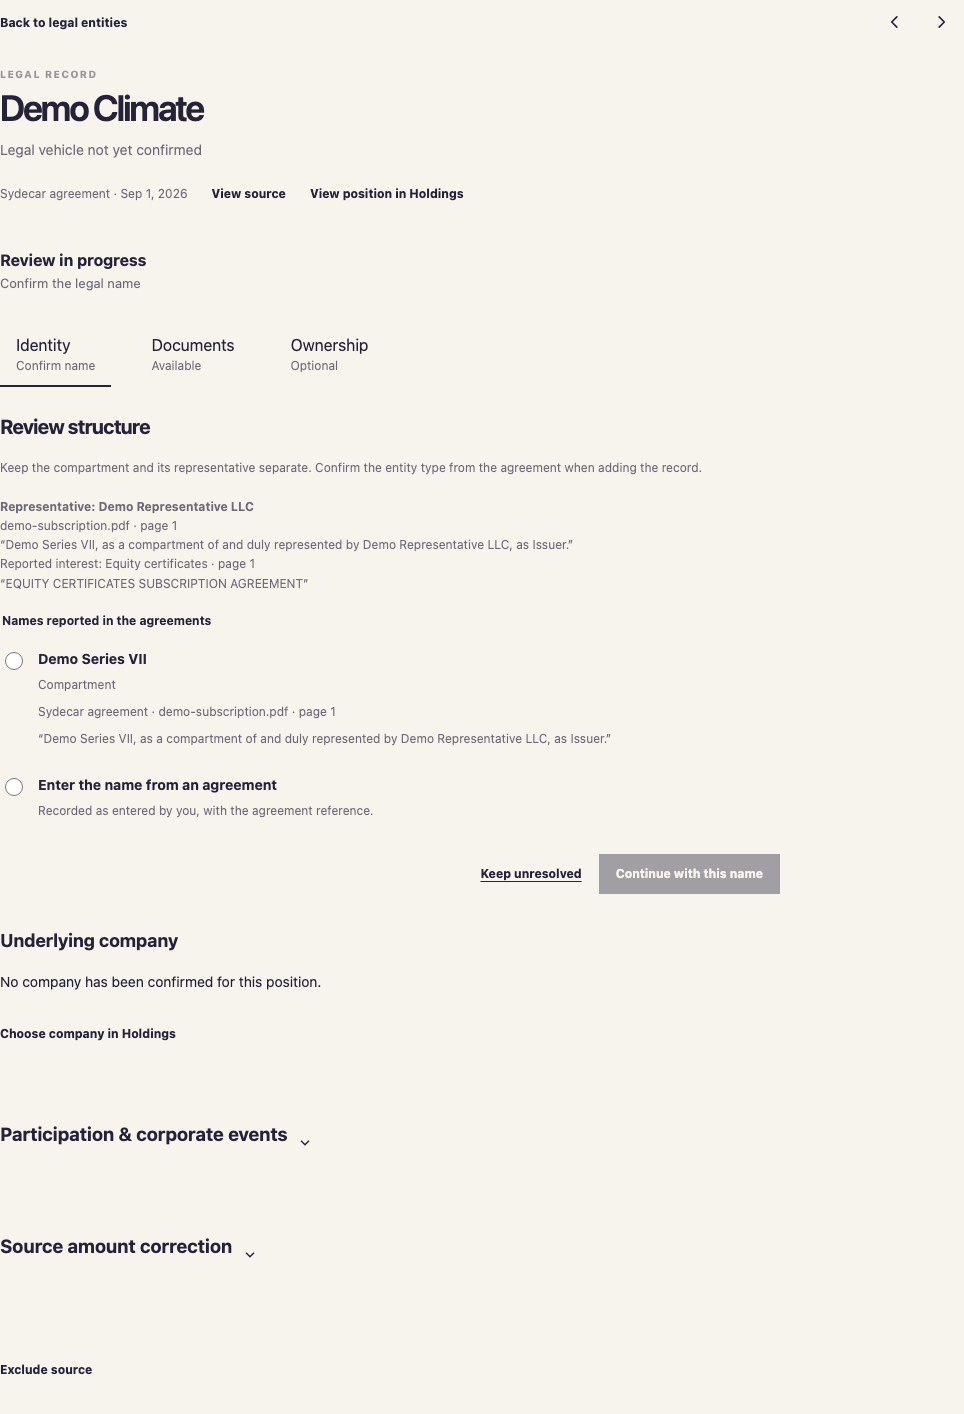 Back to legal entities
LEGAL RECORD
Demo Climate
Legal vehicle not yet confirmed
Sydecar agreement · Sep 1, 2026 View source View position in Holdings
Review in progress
Confirm the legal name
Identity Documents Ownership
Confirm name Available Optional
Review structure
Keep the compartment and its representative separate. Confirm the entity type from the agreement when adding the record.
Representative: Demo Representative LLC
demo-subscription.pdf · page 1
“Demo Series VII, as a compartment of and duly represented by Demo Representative LLC, as Issuer.”
Reported interest: Equity certificates · page 1
“EQUITY CERTIFICATES SUBSCRIPTION AGREEMENT”
Names reported in the agreements
Demo Series VII
Compartment
Sydecar agreement · demo-subscription.pdf · page 1
“Demo Series VII, as a compartment of and duly represented by Demo Representative LLC, as Issuer.”
Enter the name from an agreement
Recorded as entered by you, with the agreement reference.
Keep unresolved Continue with this name
Underlying company
No company has been confirmed for this position.
Choose company in Holdings
Participation & corporate events
Source amount correction
Exclude source